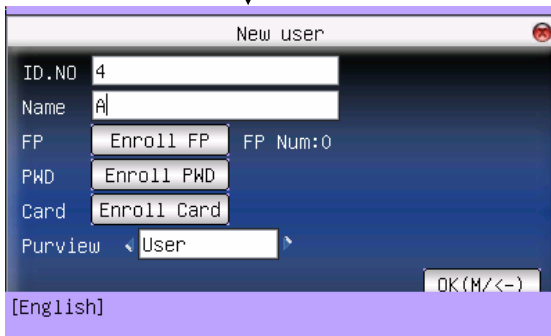 New user
ID.NO 4
Name A
FP Enroll FP FP Num:0
PWD Enroll PWD
Card Enroll Card
Purview User
OK(M/<-)
[English]